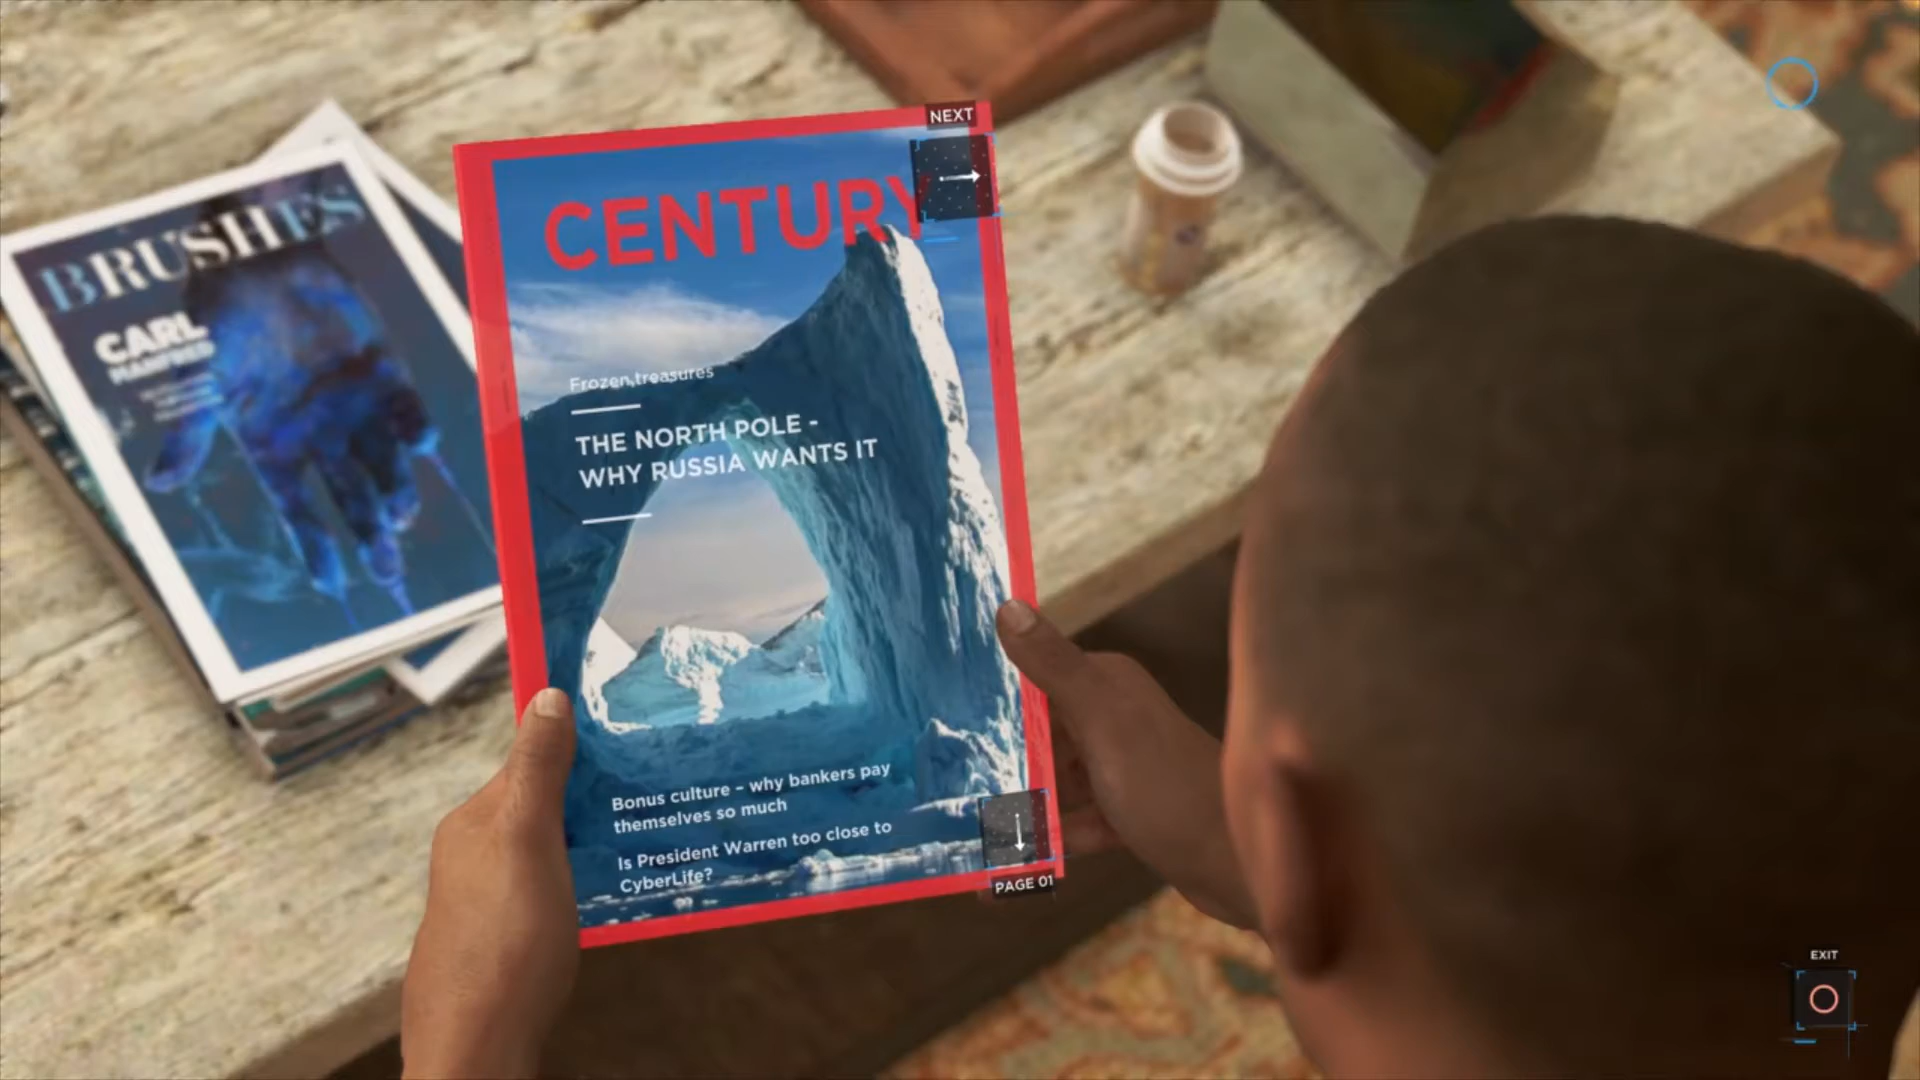 NEXT
CENTURY
BRUSHES
CARL
MANFRED
Frozen treasures
THE NORTH POLE -
WHY RUSSIA WANTS IT
Bonus culture – why bankers pay
themselves so much
Is President Warren too close to
CyberLife?
PAGE 01
EXIT